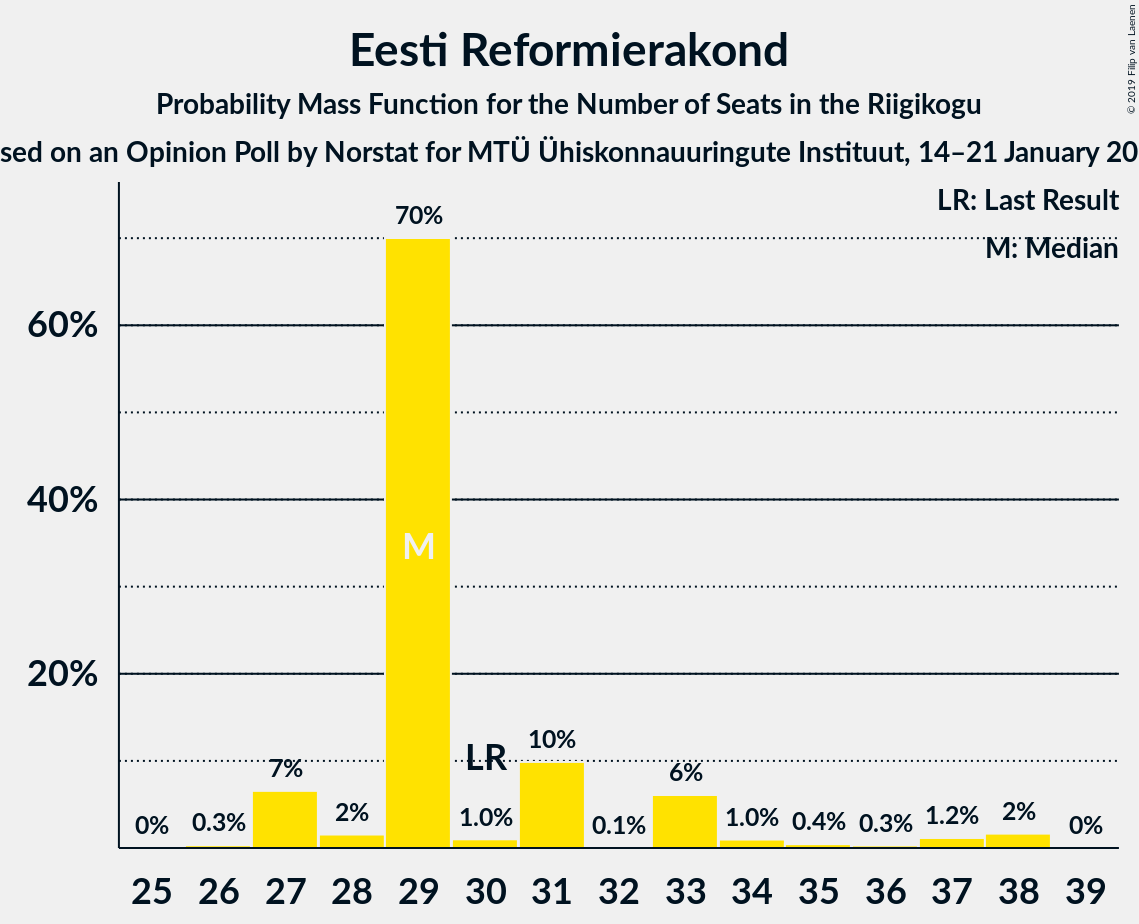 Eesti Reformierakond
Probability Mass Function for the Number of Seats in the Riigikogu
sed on an Opinion Poll by Norstat for MTÜ Ühiskonnauuringute Instituut, 14–21 January 20
© 2019 Filip van Laenen
LR: Last Result
M: Median
60%
40%
20%
0%
0.3%
7%
2%
70%
M
1.0%
LR
10%
0.1%
6%
1.0%
0.4%
0.3%
1.2%
2%
0%
25 26 27 28 29 30 31 32 33 34 35 36 37 38 39